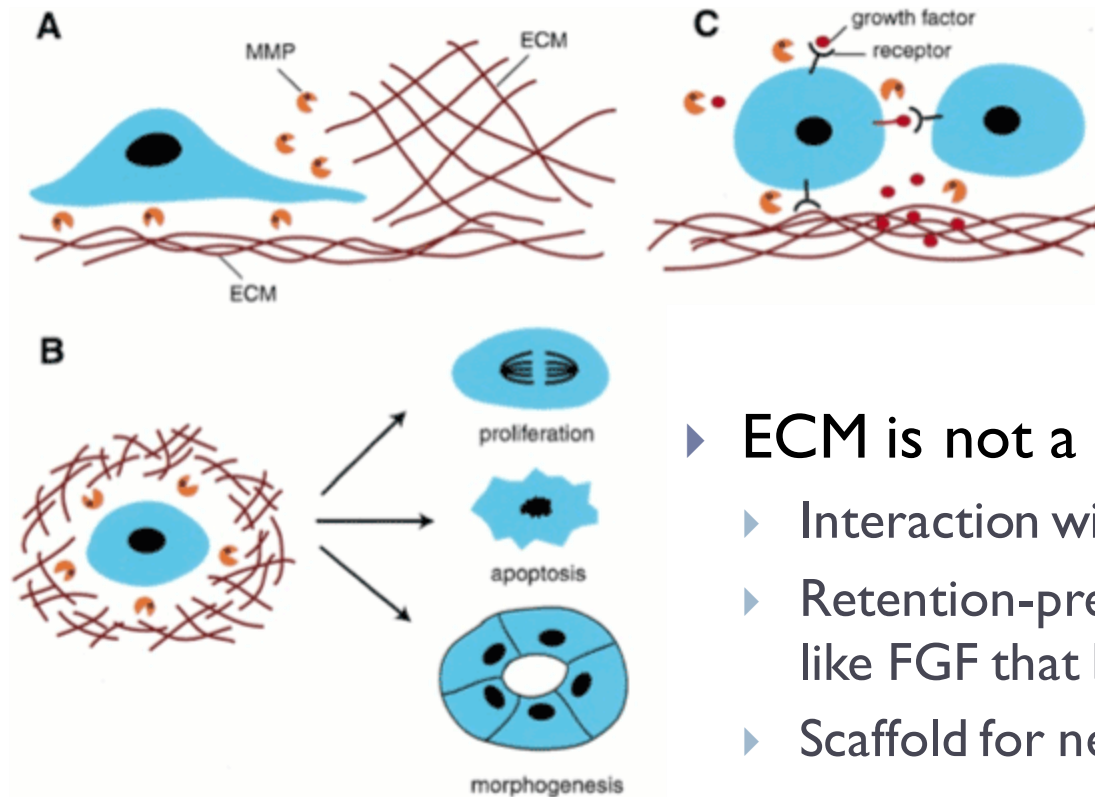 A
MMP
ECM
ECM
C
growth factor
receptor
B
proliferation
apoptosis
morphogenesis
ECM is not a
Interaction wi
Retention-pre
like FGF that
Scaffold for ne